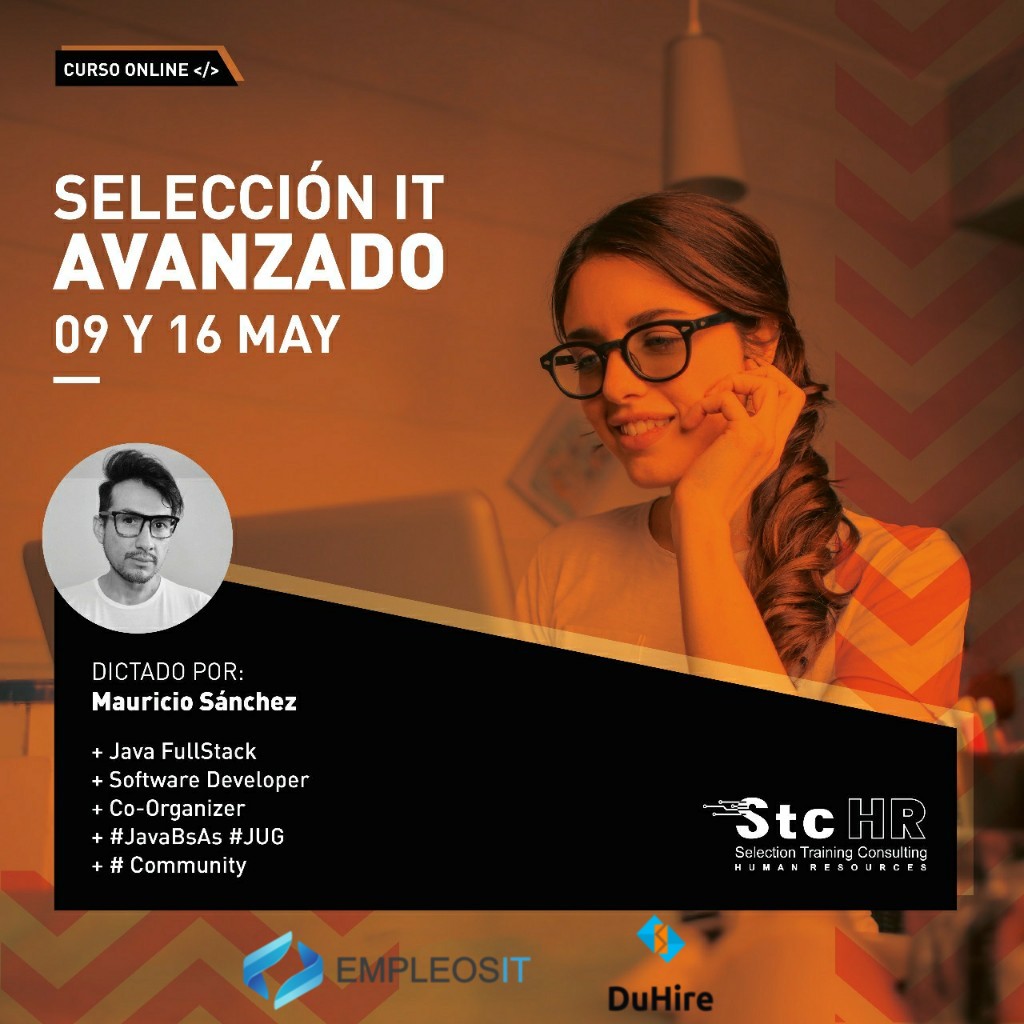 CURSO ONLINE </>
SELECCIÓN IT
AVANZADO
09 Y 16 MAY
DICTADO POR:
Mauricio Sánchez
+ Java FullStack
+ Software Developer
+ Co-Organizer
+ #JavaBsAs #JUG
+ # Community
Stc HR
Selection Training Consulting
HUMAN RESOURCES
EMPLEOSIT
DuHire